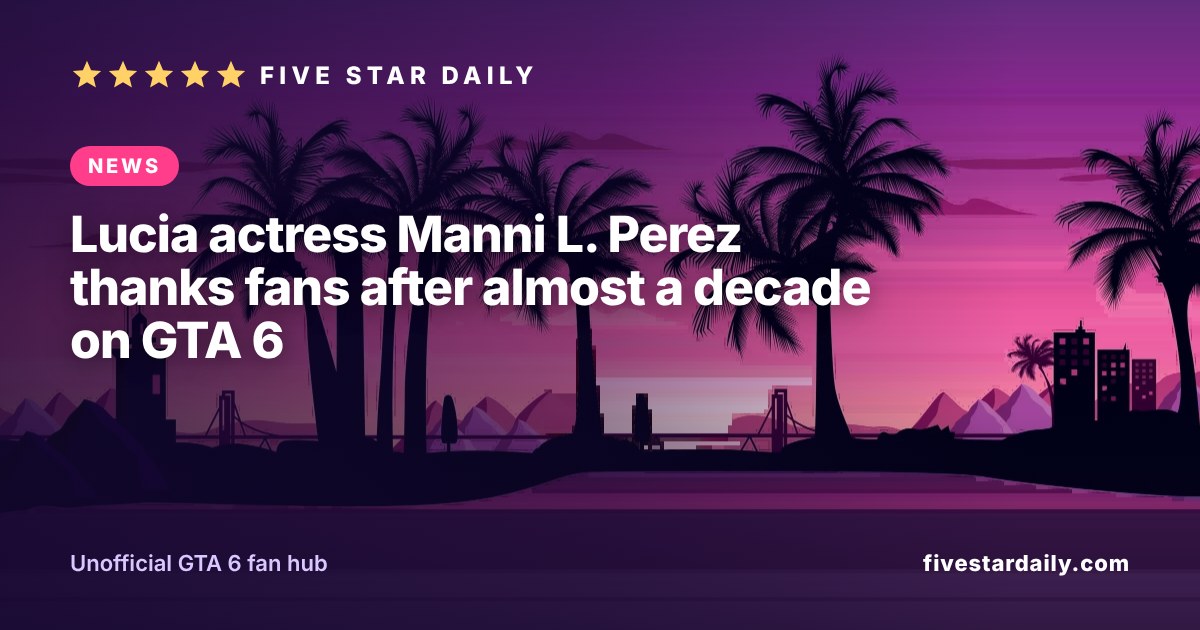 FIVE STAR DAILY
NEWS
Lucia actress Manni L. Perez
thanks fans after almost a decade
on GTA 6
Unofficial GTA 6 fan hub
fivestardaily.com